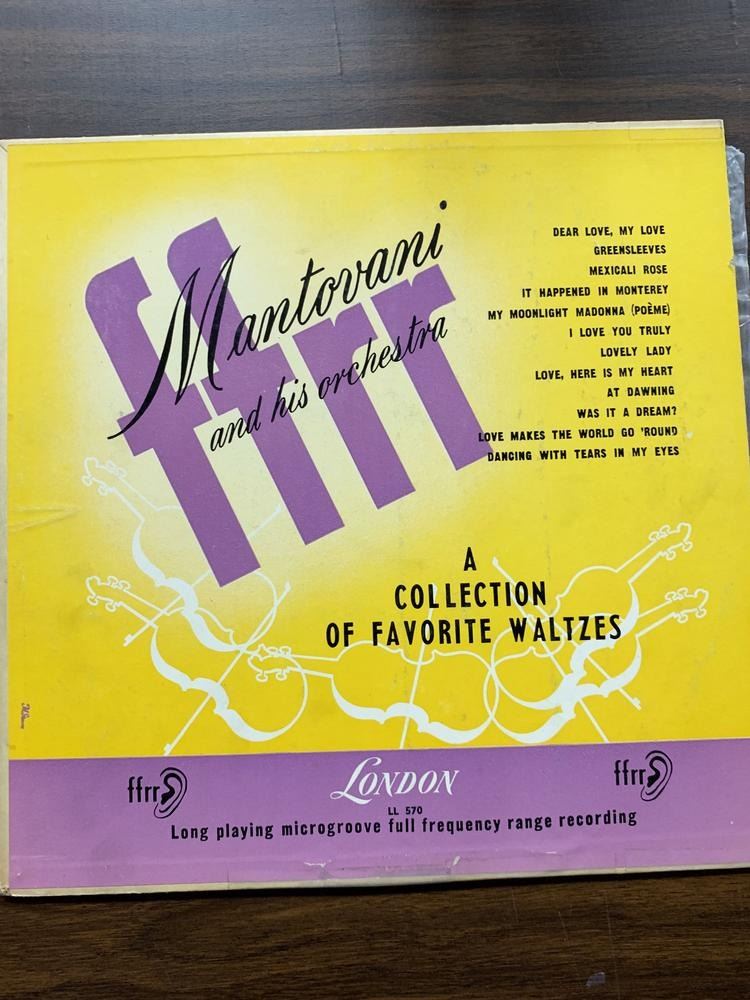 ffrr
Mantovani
and his orchestra
DEAR LOVE, MY LOVE
GREENSLEEVES
MEXICALI ROSE
IT HAPPENED IN MONTEREY
MY MOONLIGHT MADONNA (POÈME)
I LOVE YOU TRULY
LOVELY LADY
LOVE, HERE IS MY HEART
AT DAWNING
WAS IT A DREAM?
LOVE MAKES THE WORLD GO 'ROUND
DANCING WITH TEARS IN MY EYES
A
COLLECTION
OF FAVORITE WALTZES
ffrr
LONDON
ffrr
LL 570
Long playing microgroove full frequency range recording